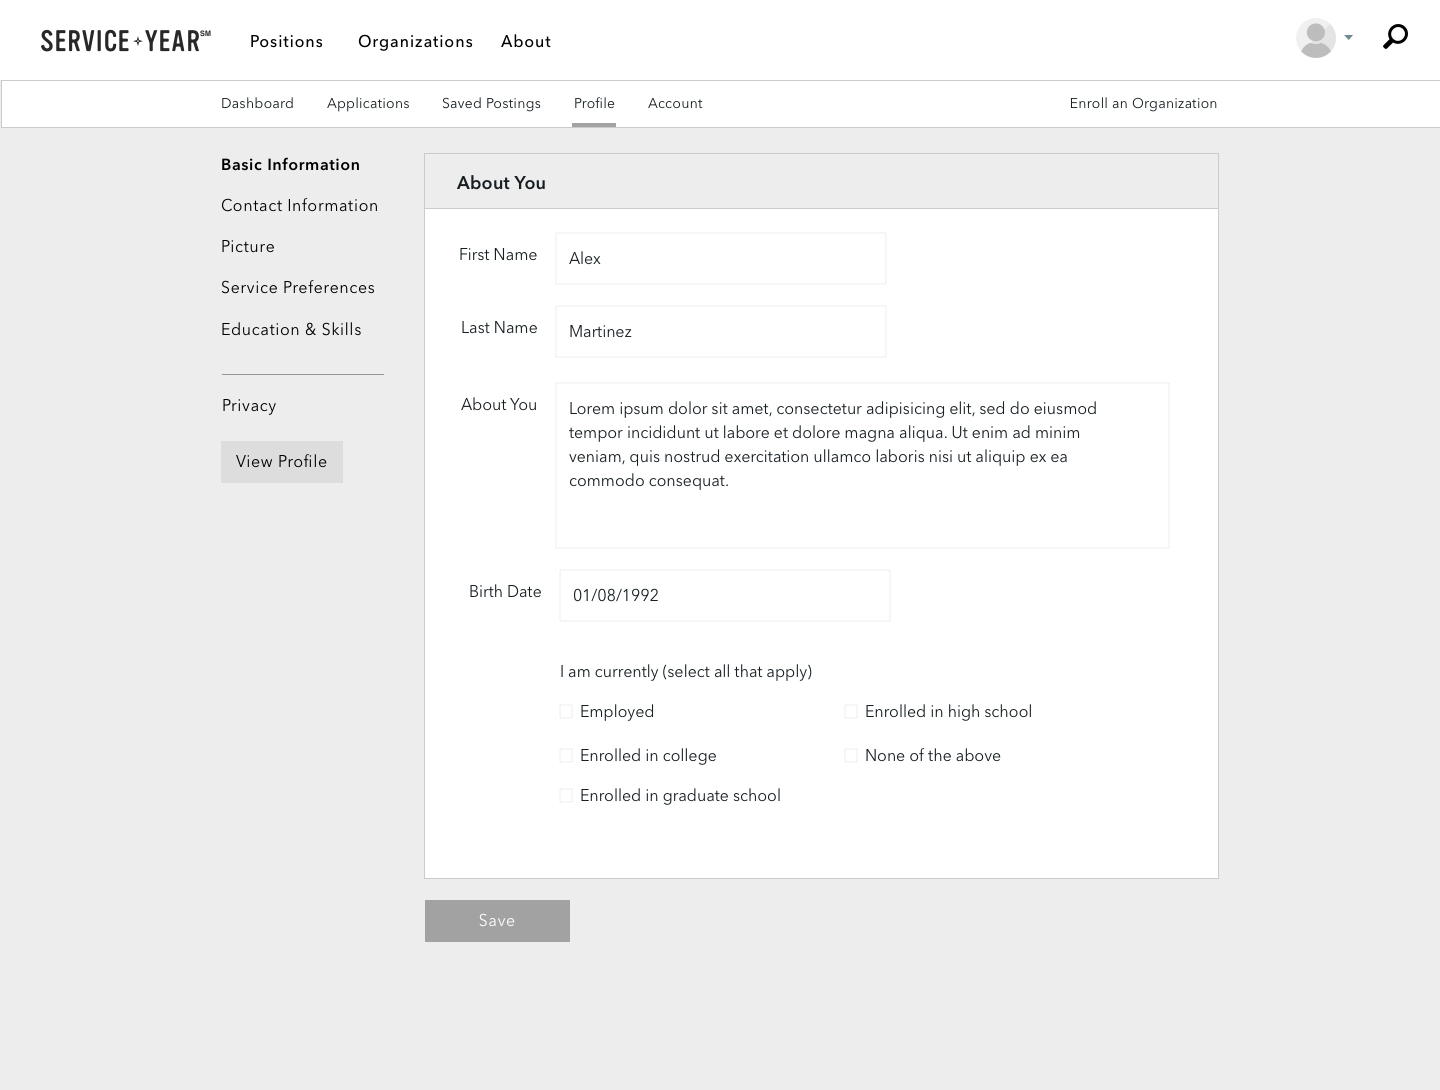 SERVICE+YEAR℠
Positions
Organizations
About
Dashboard
Applications
Saved Postings
Profile
Account
Enroll an Organization
Basic Information
Contact Information
Picture
Service Preferences
Education & Skills
Privacy
View Profile
About You
First Name
Alex
Last Name
Martinez
About You
Lorem ipsum dolor sit amet, consectetur adipisicing elit, sed do eiusmod
tempor incididunt ut labore et dolore magna aliqua. Ut enim ad minim
veniam, quis nostrud exercitation ullamco laboris nisi ut aliquip ex ea
commodo consequat.
Birth Date
01/08/1992
I am currently (select all that apply)
Employed
Enrolled in high school
Enrolled in college
None of the above
Enrolled in graduate school
Save